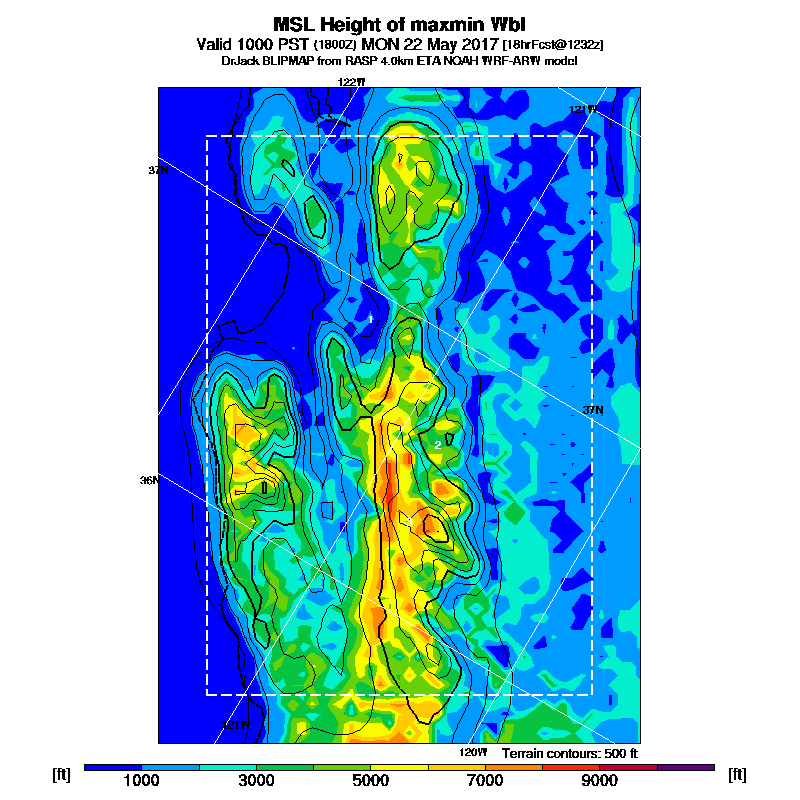 MSL Height of maxmin Wbl
Valid 1000 PST (1800Z) MON 22 May 2017 [18hrFcst@1232z]
DrJack BLIPMAP from RASP 4.0km ETA NOAH WRF-ARW model
122W
121W
37N
1
37N
2
36N
3
121W
120W
Terrain contours: 500 ft
[ft] 1000 3000 5000 7000 9000 [ft]